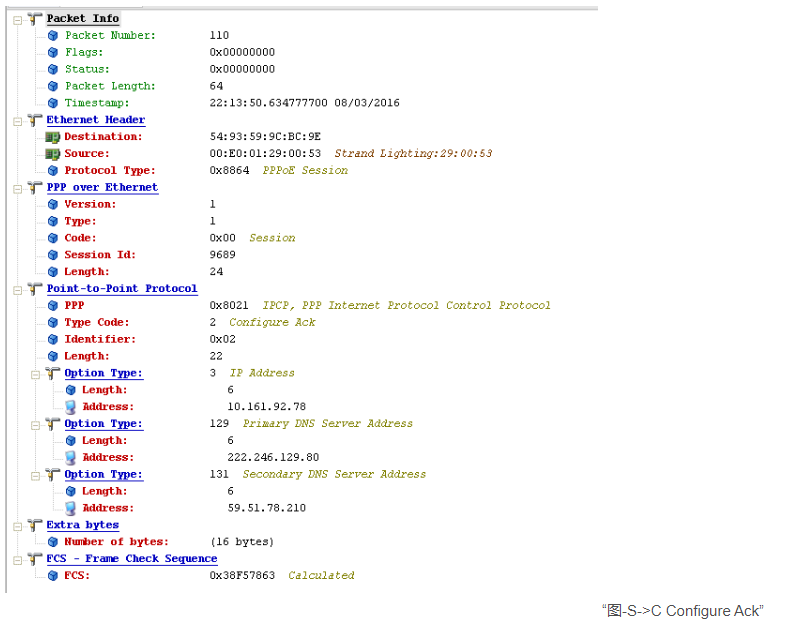 Packet Info
Packet Number: 110
Flags: 0x00000000
Status: 0x00000000
Packet Length: 64
Timestamp: 22:13:50.634777700 08/03/2016
Ethernet Header
Destination: 54:93:59:9C:BC:9E
Source: 00:E0:01:29:00:53 Strand Lighting:29:00:53
Protocol Type: 0x8864 PPPoE Session
PPP over Ethernet
Version: 1
Type: 1
Code: 0x00 Session
Session Id: 9689
Length: 24
Point-to-Point Protocol
PPP 0x8021 IPCP, PPP Internet Protocol Control Protocol
Type Code: 2 Configure Ack
Identifier: 0x02
Length: 22
Option Type: 3 IP Address
Length: 6
Address: 10.161.92.78
Option Type: 129 Primary DNS Server Address
Length: 6
Address: 222.246.129.80
Option Type: 131 Secondary DNS Server Address
Length: 6
Address: 59.51.78.210
Extra bytes
Number of bytes: (16 bytes)
FCS - Frame Check Sequence
FCS: 0x38F57863 Calculated
“图-S->C Configure Ack”